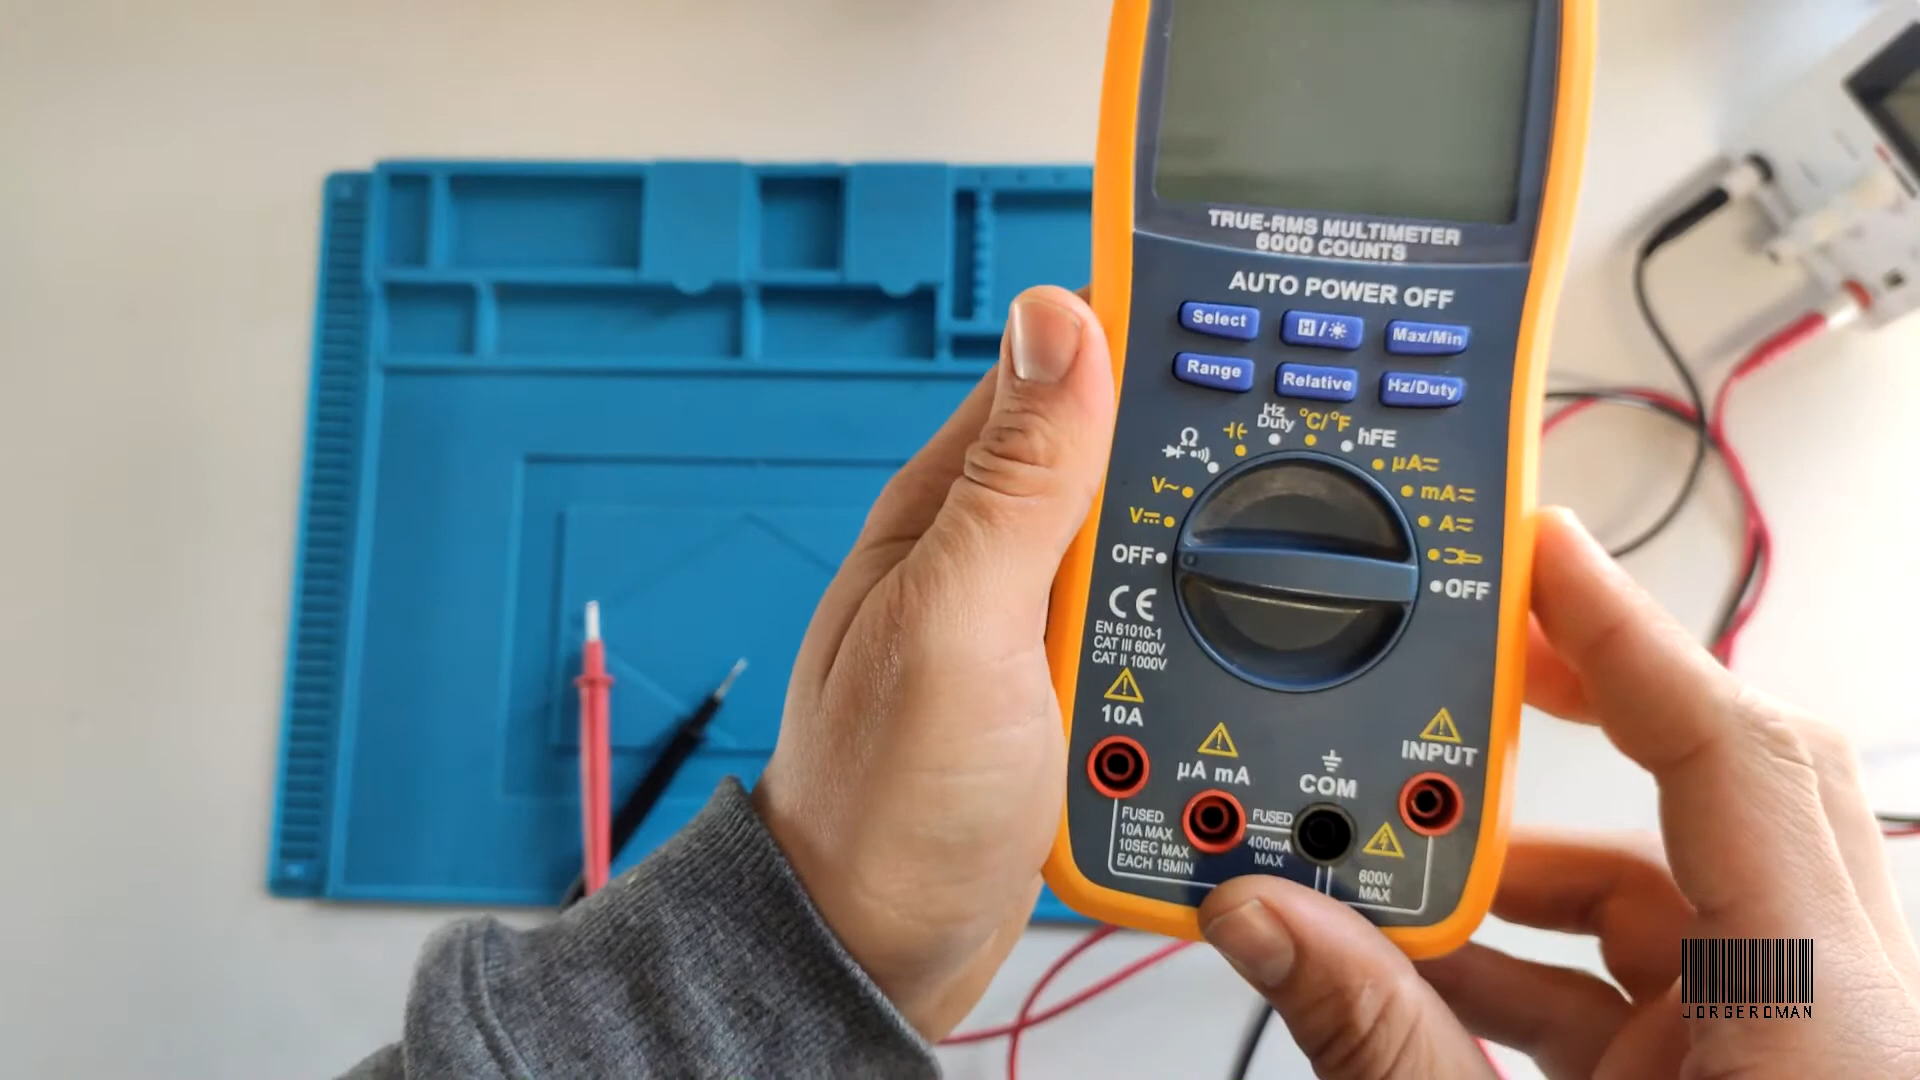 TRUE-RMS MULTIMETER
6000 COUNTS
AUTO POWER OFF
Select
H/☀
Max/Min
Range
Relative
Hz/Duty
Hz
Duty
°C/°F
hFE
Ω
µA
mA
A
V~
V⎓
OFF
OFF
CE
EN 61010-1
CAT III 600V
CAT II 1000V
10A
µA mA
COM
INPUT
FUSED
10A MAX
10SEC MAX
EACH 15MIN
FUSED
400mA
MAX
600V
MAX
JORGEROMAN